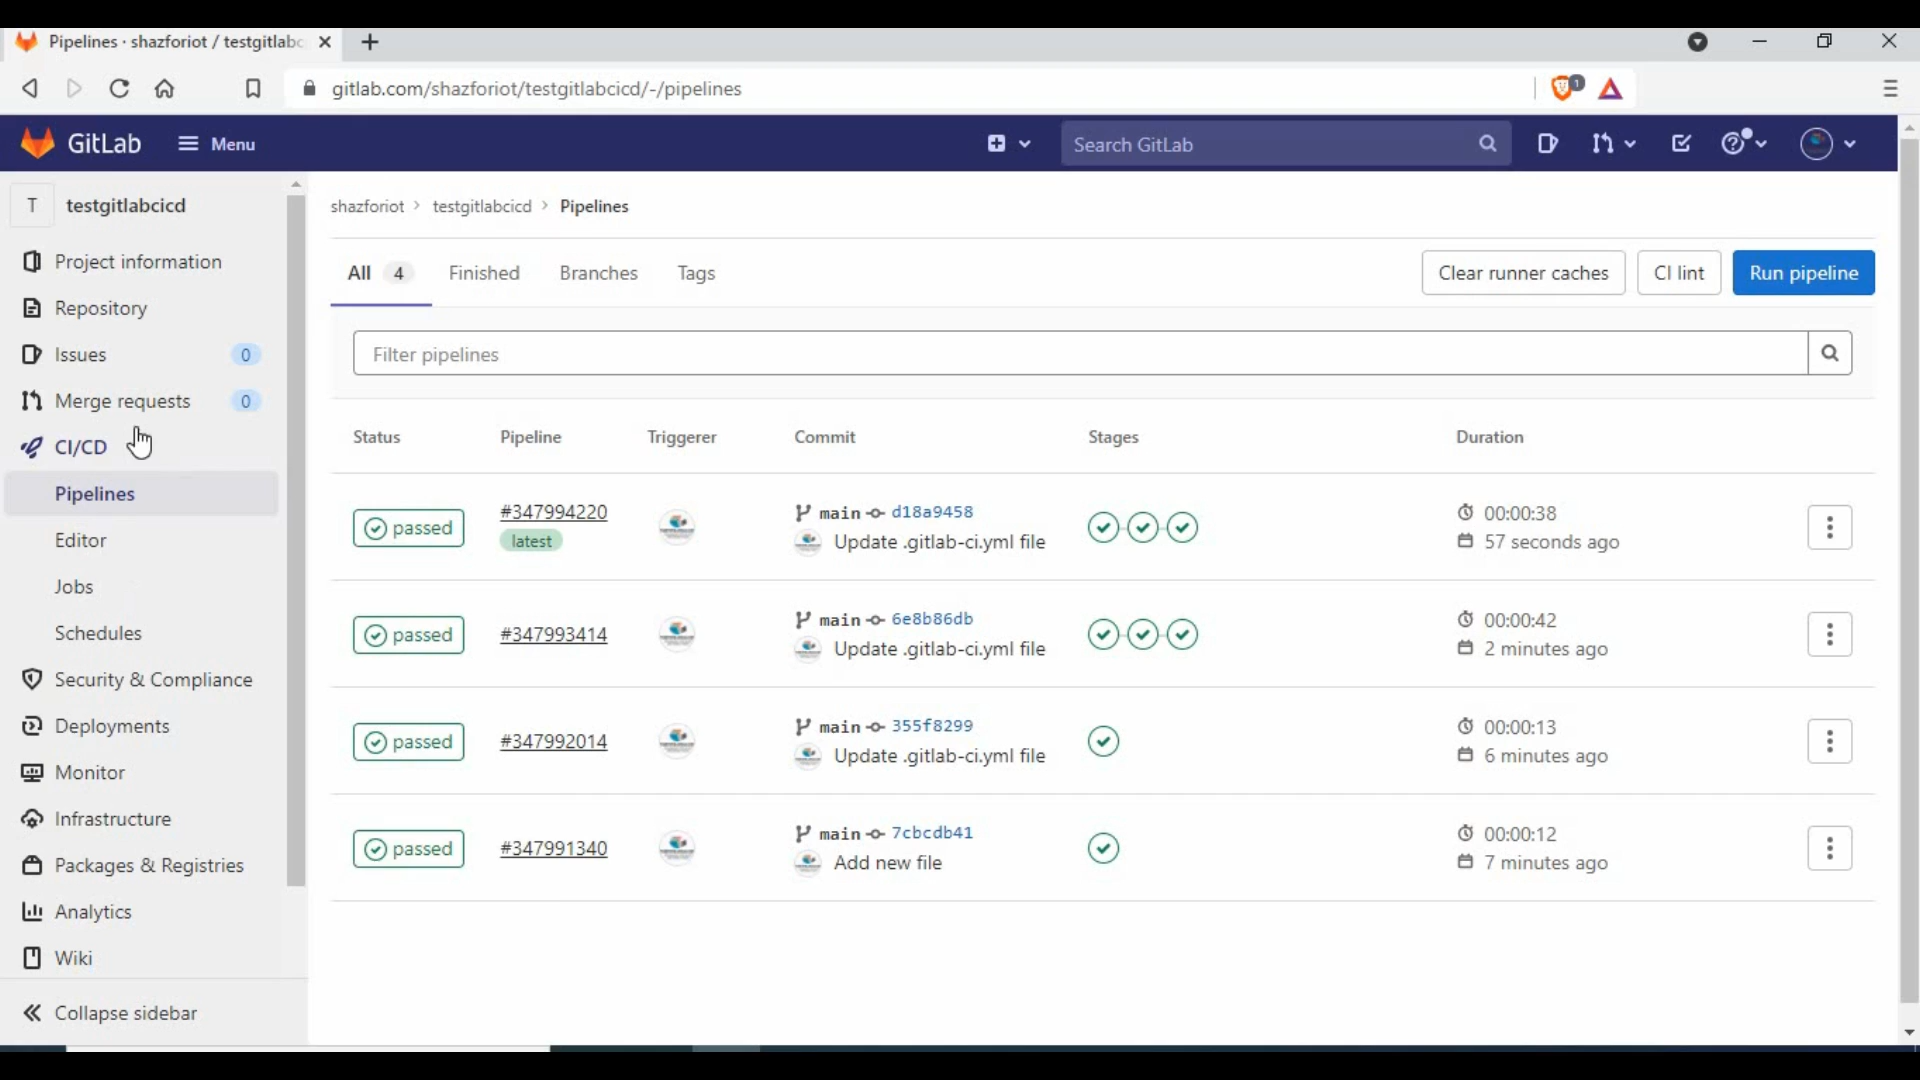 Pipelines · shazforiot / testgitlabc
gitlab.com/shazforiot/testgitlabcicd/-/pipelines
1
GitLab
Menu
Search GitLab
T testgitlabcicd
Project information
Repository
Issues 0
Merge requests 0
CI/CD
Pipelines
Editor
Jobs
Schedules
Security & Compliance
Deployments
Monitor
Infrastructure
Packages & Registries
Analytics
Wiki
Collapse sidebar
shazforiot > testgitlabcicd > Pipelines
All 4 Finished Branches Tags
Clear runner caches CI lint Run pipeline
Filter pipelines
Status Pipeline Triggerer Commit Stages Duration
passed #347994220 main d18a9458 00:00:38
latest Update .gitlab-ci.yml file 57 seconds ago
passed #347993414 main 6e8b86db 00:00:42
Update .gitlab-ci.yml file 2 minutes ago
passed #347992014 main 355f8299 00:00:13
Update .gitlab-ci.yml file 6 minutes ago
passed #347991340 main 7cbcdb41 00:00:12
Add new file 7 minutes ago